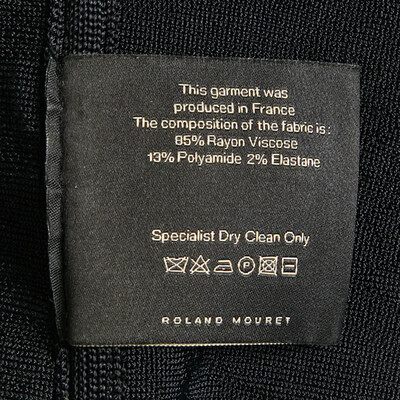 This garment was
produced in France
The composition of the fabric is:
85% Rayon Viscose
13% Polyamide 2% Elastane
Specialist Dry Clean Only
P
ROLAND MOURET